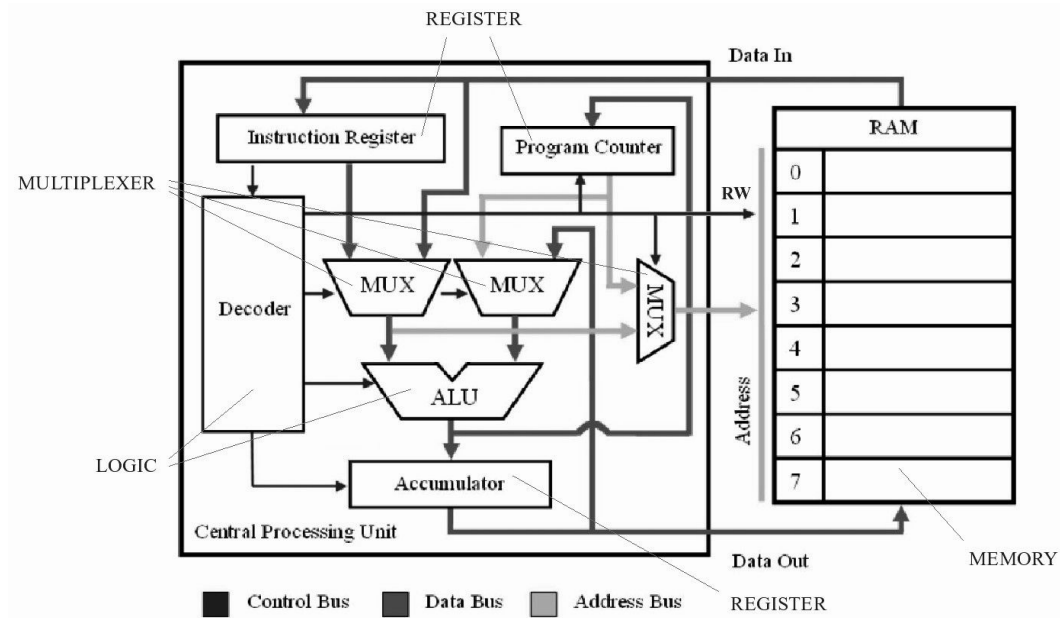 REGISTER
Data In
Instruction Register
Program Counter
RAM
MULTIPLEXER
RW
0
1
2
3
4
5
6
7
MUX
MUX
MUX
Decoder
ALU
Address
LOGIC
Accumulator
Central Processing Unit
Data Out
MEMORY
Control Bus
Data Bus
Address Bus
REGISTER